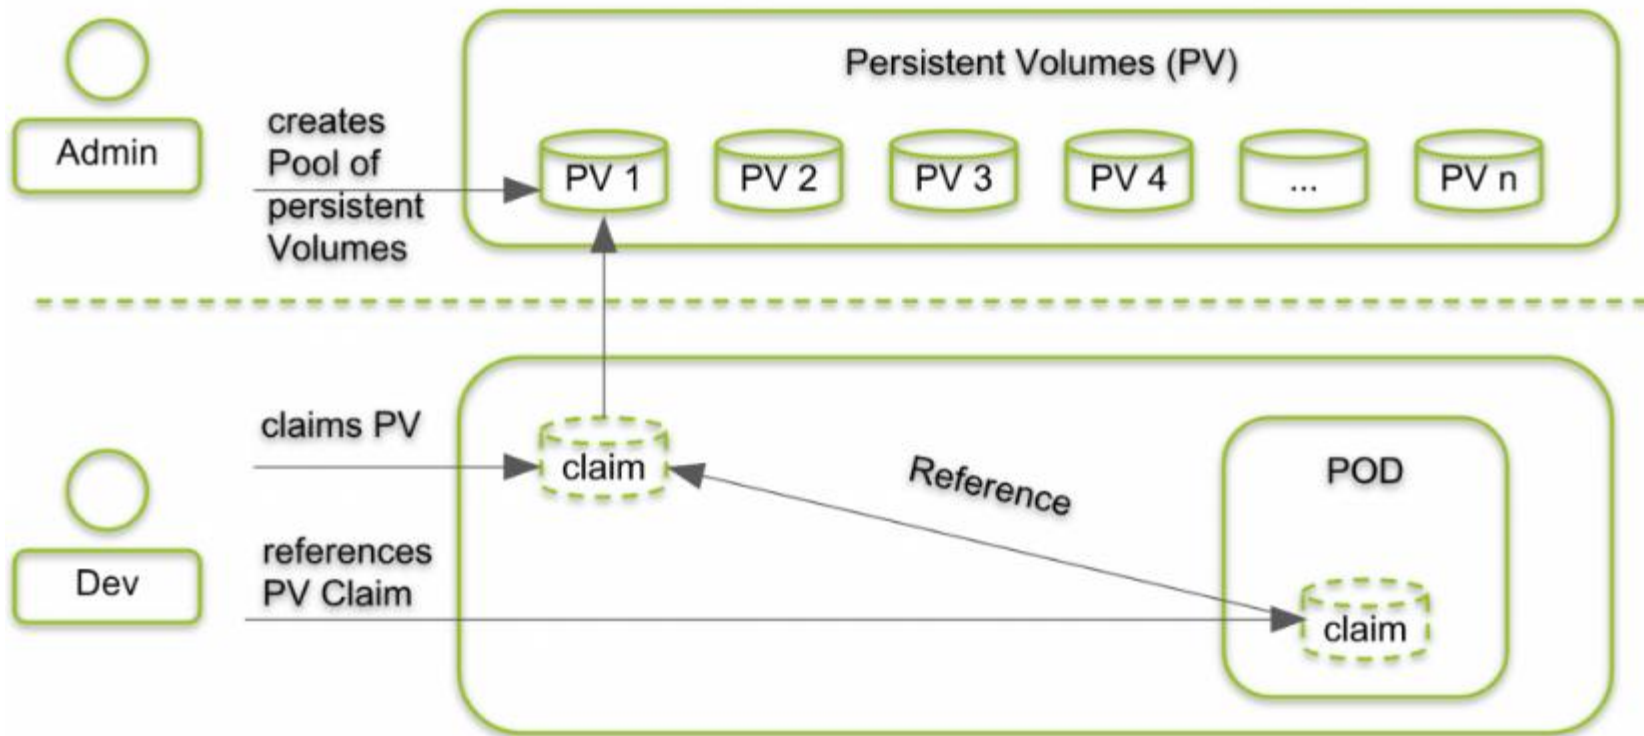 Persistent Volumes (PV)
Admin
creates
Pool of
persistent
Volumes
PV 1
PV 2
PV 3
PV 4
...
PV n
claims PV
claim
Reference
POD
Dev
references
PV Claim
claim